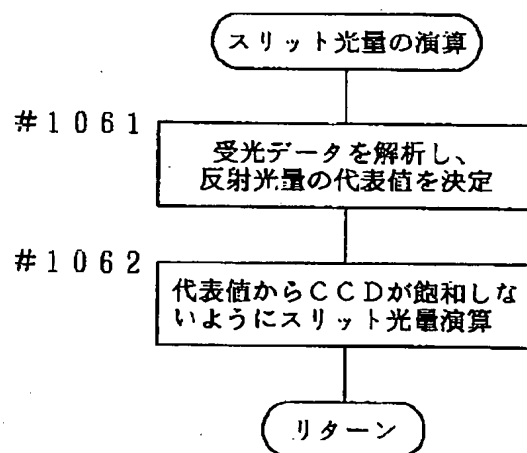 スリット光量の演算
#1061
受光データを解析し、
反射光量の代表値を決定
#1062
代表値からCCDが飽和しな
いようにスリット光量演算
リターン